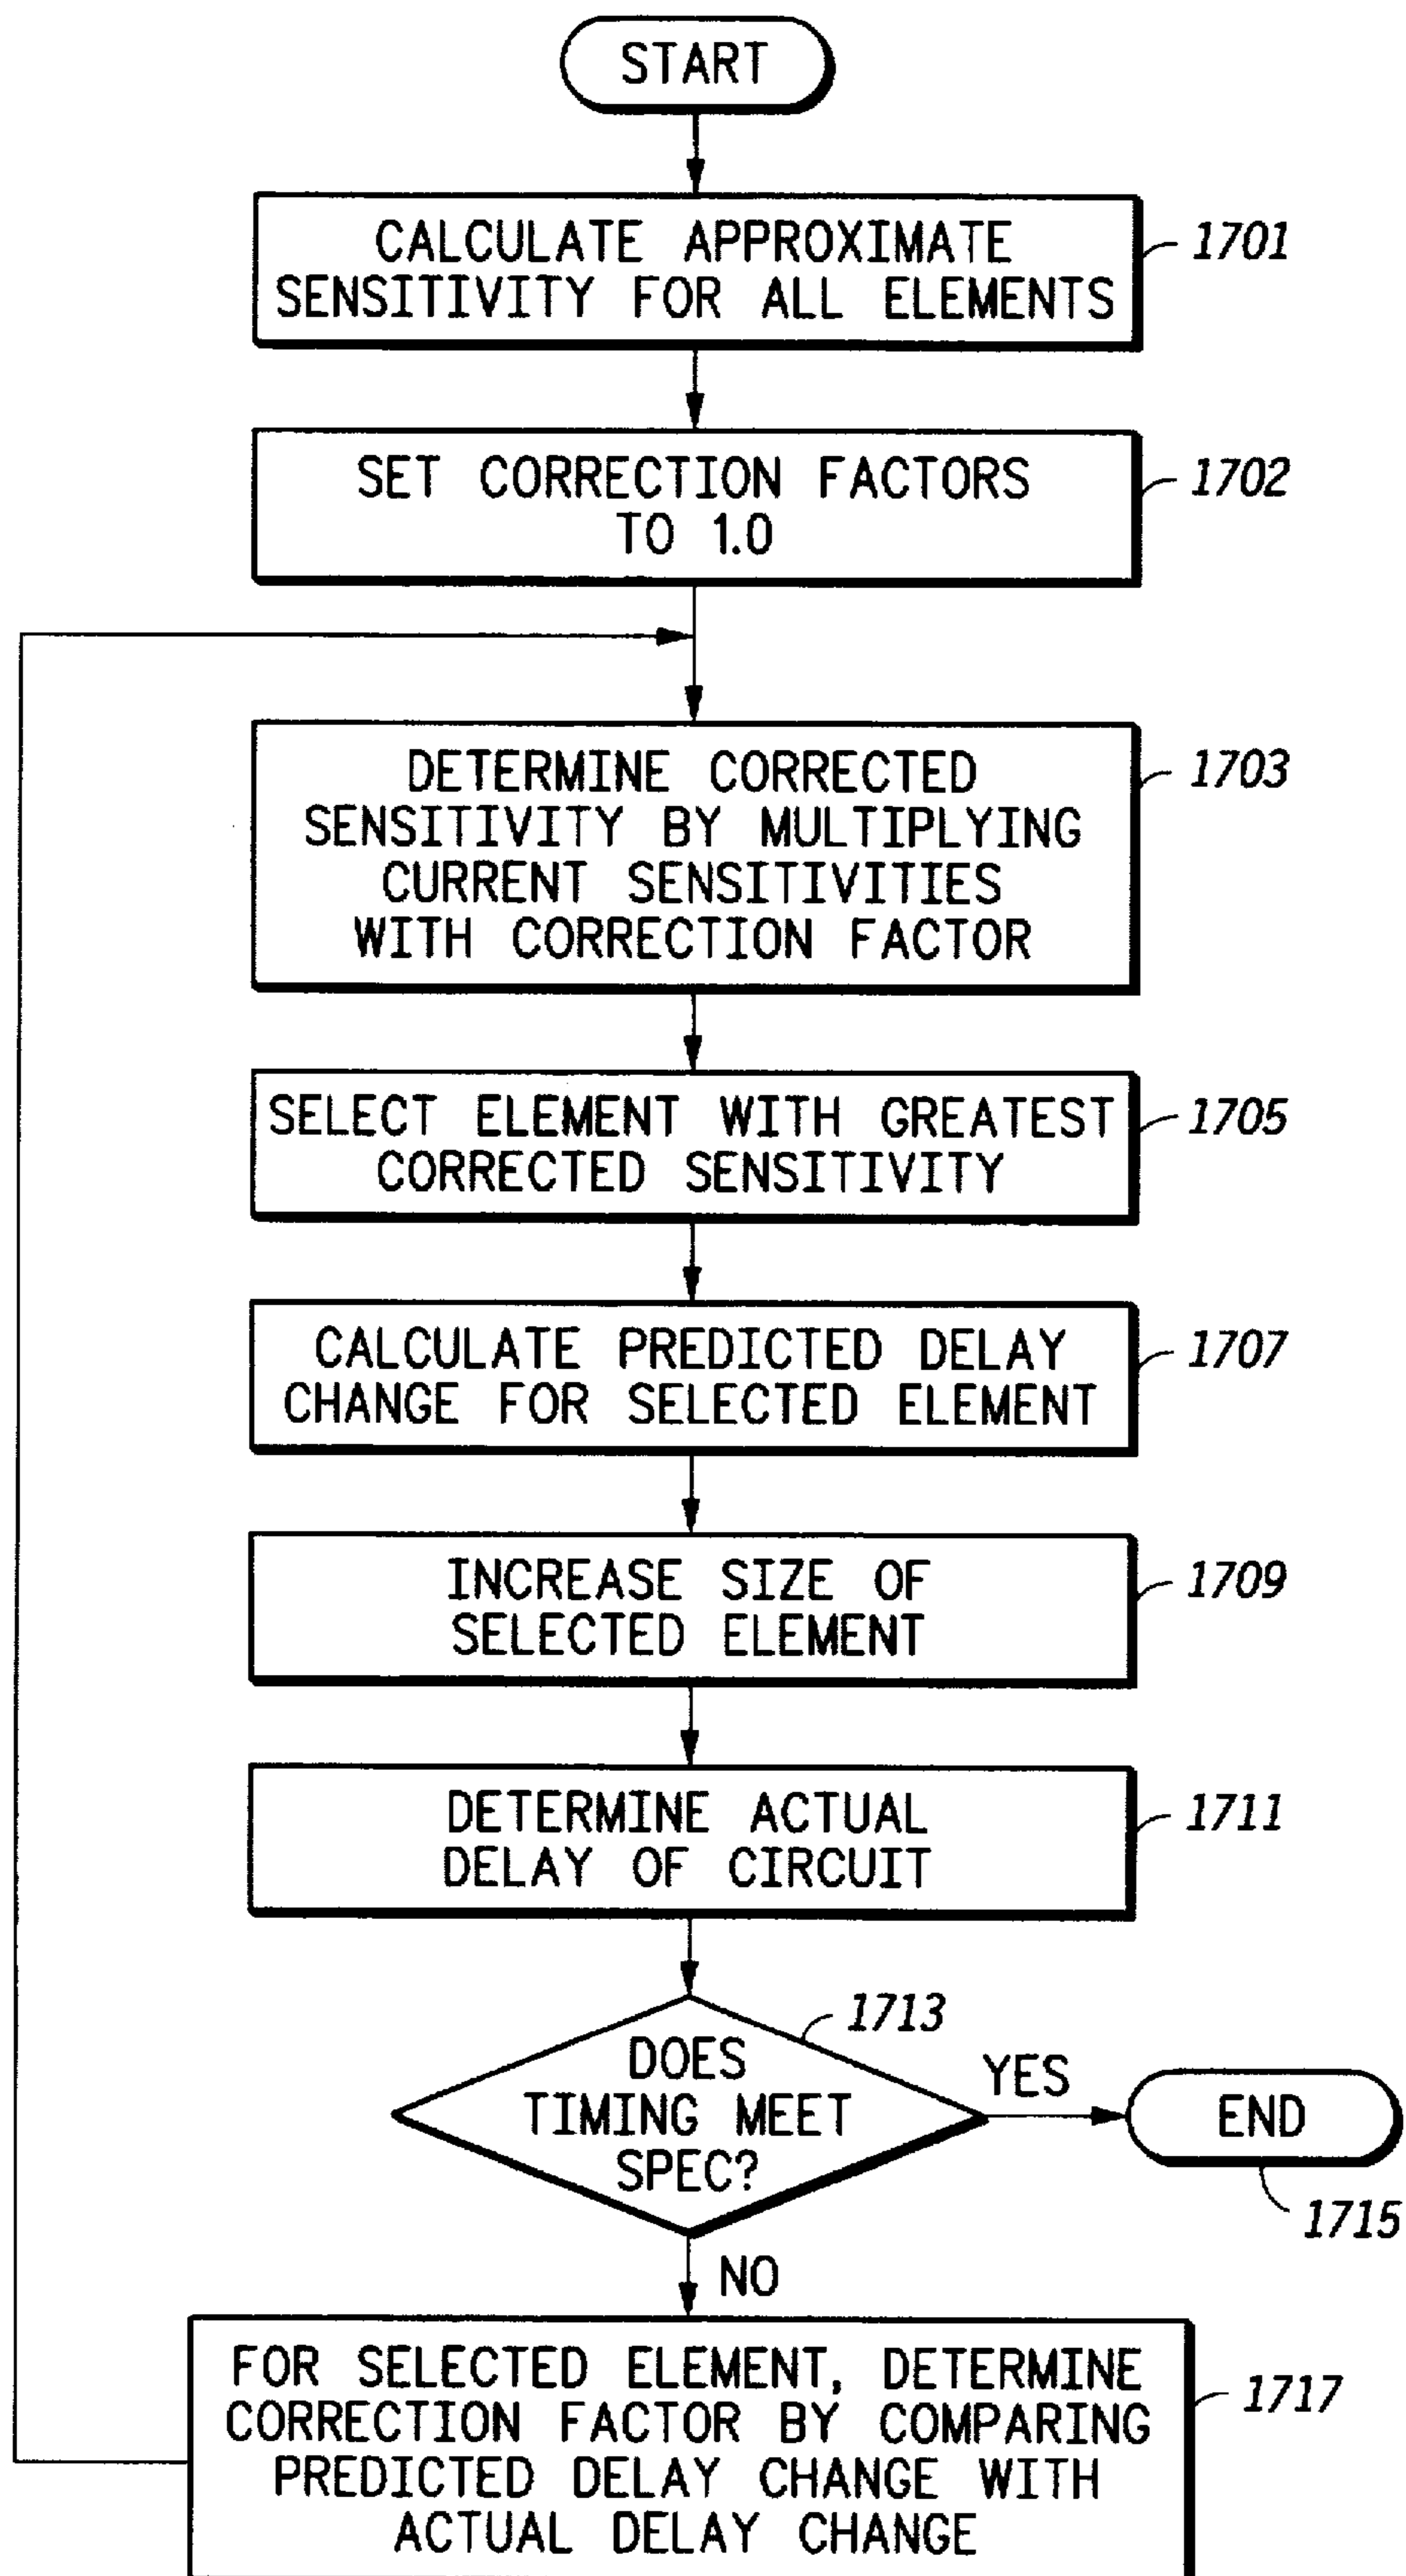 START
CALCULATE APPROXIMATE
SENSITIVITY FOR ALL ELEMENTS
1701
SET CORRECTION FACTORS
TO 1.0
1702
DETERMINE CORRECTED
SENSITIVITY BY MULTIPLYING
CURRENT SENSITIVITIES
WITH CORRECTION FACTOR
1703
SELECT ELEMENT WITH GREATEST
CORRECTED SENSITIVITY
1705
CALCULATE PREDICTED DELAY
CHANGE FOR SELECTED ELEMENT
1707
INCREASE SIZE OF
SELECTED ELEMENT
1709
DETERMINE ACTUAL
DELAY OF CIRCUIT
1711
DOES
TIMING MEET
SPEC?
1713
YES
END
1715
NO
FOR SELECTED ELEMENT, DETERMINE
CORRECTION FACTOR BY COMPARING
PREDICTED DELAY CHANGE WITH
ACTUAL DELAY CHANGE
1717